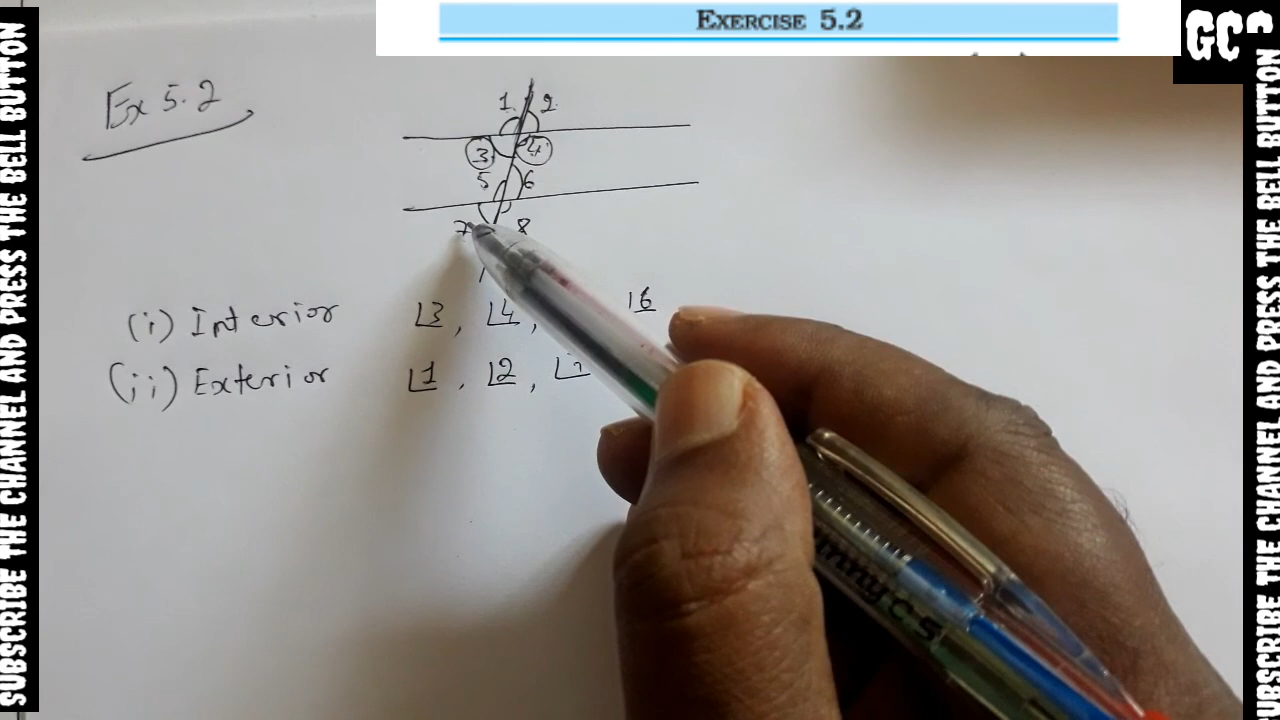 EXERCISE 5.2
Ex 5.2
1 2
3 4
5 6
7 8
(i) Interior ∠3, ∠4, 6
(ii) Exterior ∠1, ∠2, ∠7
SUBSCRIBE THE CHANNEL AND PRESS THE BELL BUTTON
SUBSCRIBE THE CHANNEL AND PRESS THE BELL BUTTON